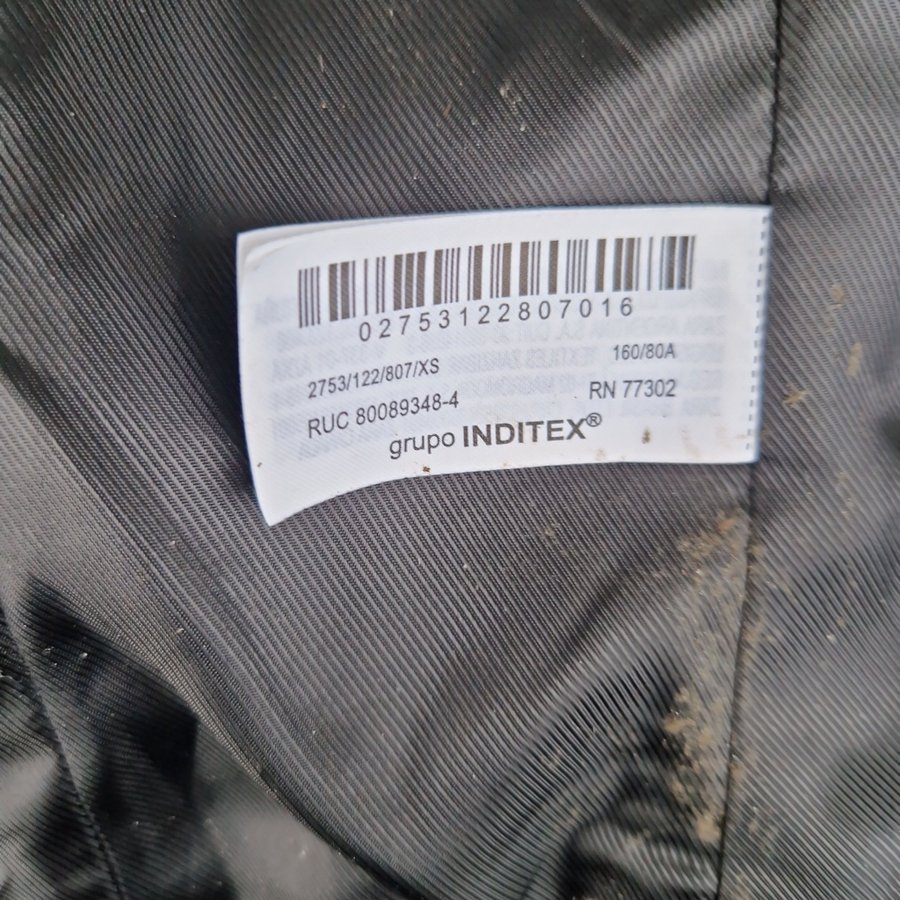 02753122807016
2753/122/807/XS 160/80A
RUC 80089348-4 RN 77302
grupo INDITEX®